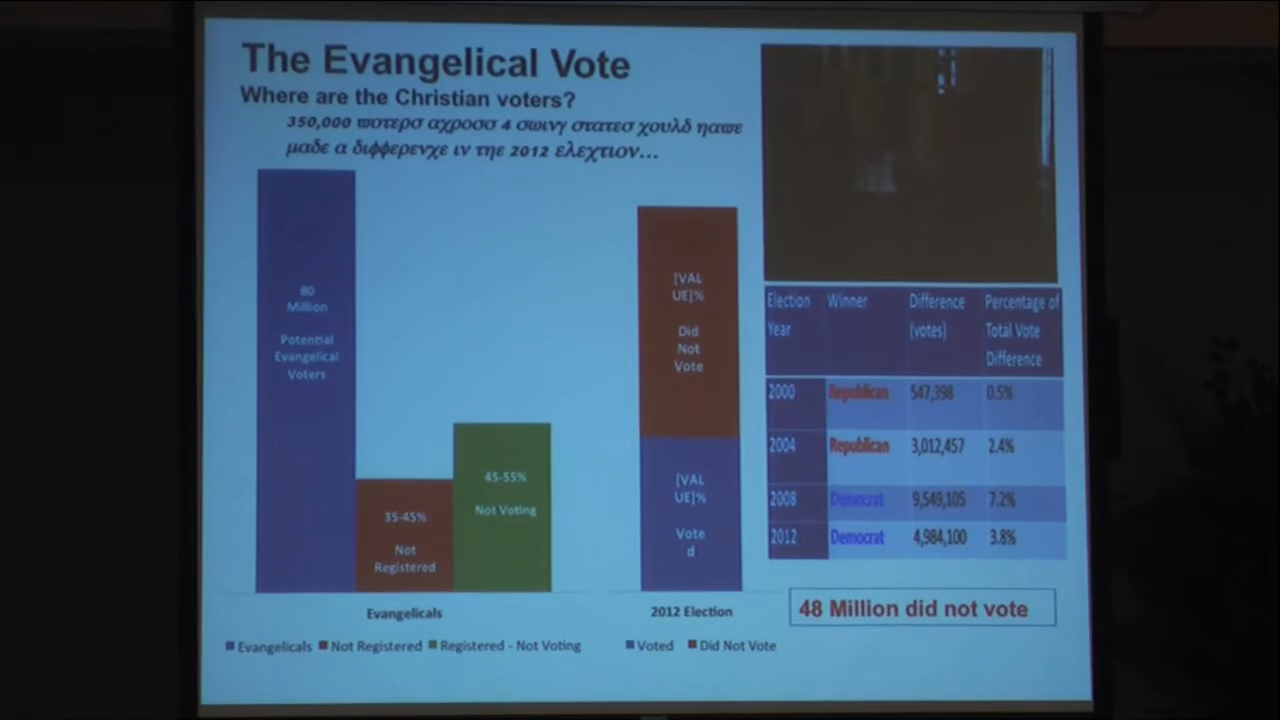 The Evangelical Vote
Where are the Christian voters?
350,000 ϖοτερσ αχροσσ 4 σωινγ στατεσ χουλδ ηαϖε
μαδε α διφφερενχε ιν τηε 2012 ελεχτιον...
80
Million
Potential
Evangelical
Voters
35-45%
Not
Registered
45-55%
Not Voting
Evangelicals
Evangelicals Not Registered Registered - Not Voting
[VAL
UE]%
Did
Not
Vote
[VAL
UE]%
Vote
d
2012 Election
Voted Did Not Vote
Election Year Winner Difference (votes) Percentage of Total Vote Difference
2000 Republican 547,398 0.5%
2004 Republican 3,012,457 2.4%
2008 Democrat 9,549,105 7.2%
2012 Democrat 4,984,100 3.8%
48 Million did not vote